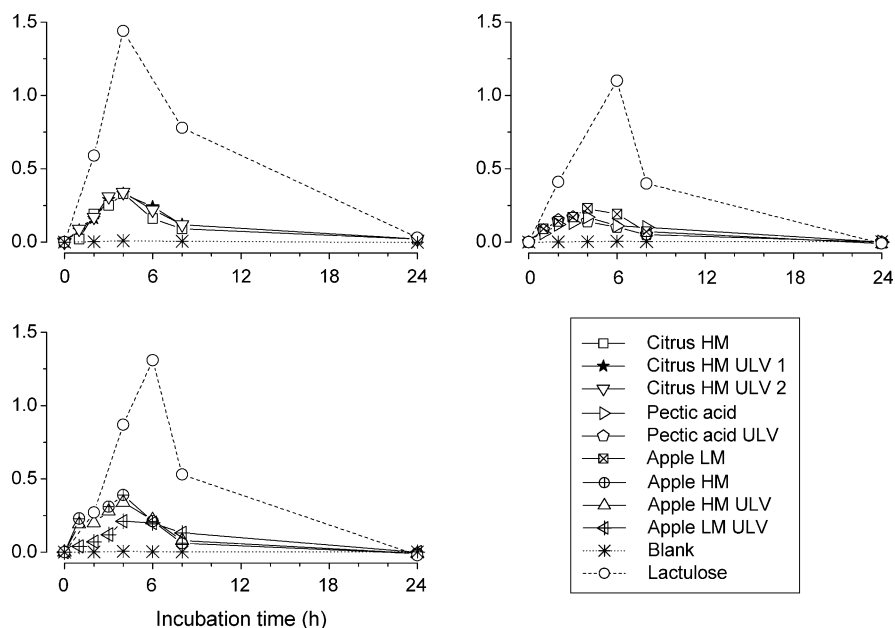 1.5
1.0
0.5
0.0
0 6 12 18 24
1.5
1.0
0.5
0.0
0 6 12 18 24
1.5
1.0
0.5
0.0
0 6 12 18 24
Incubation time (h)
Citrus HM
Citrus HM ULV 1
Citrus HM ULV 2
Pectic acid
Pectic acid ULV
Apple LM
Apple HM
Apple HM ULV
Apple LM ULV
Blank
Lactulose